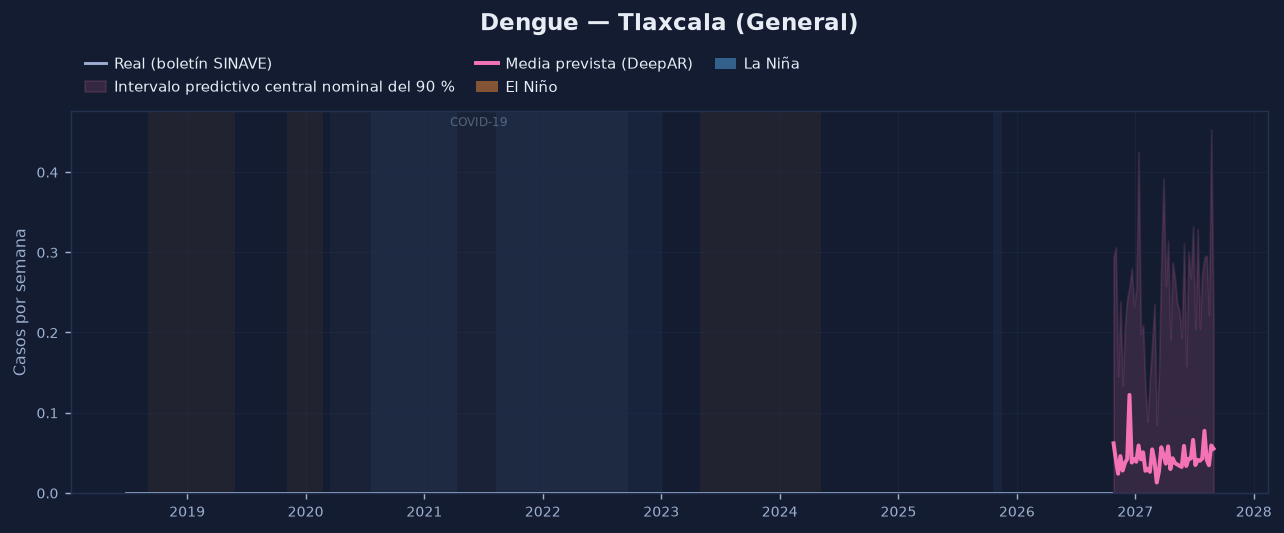 Dengue — Tlaxcala (General)
Real (boletín SINAVE)
Intervalo predictivo central nominal del 90 %
Media prevista (DeepAR)
El Niño
La Niña
COVID-19
Casos por semana
0.4
0.3
0.2
0.1
0.0
2019 2020 2021 2022 2023 2024 2025 2026 2027 2028